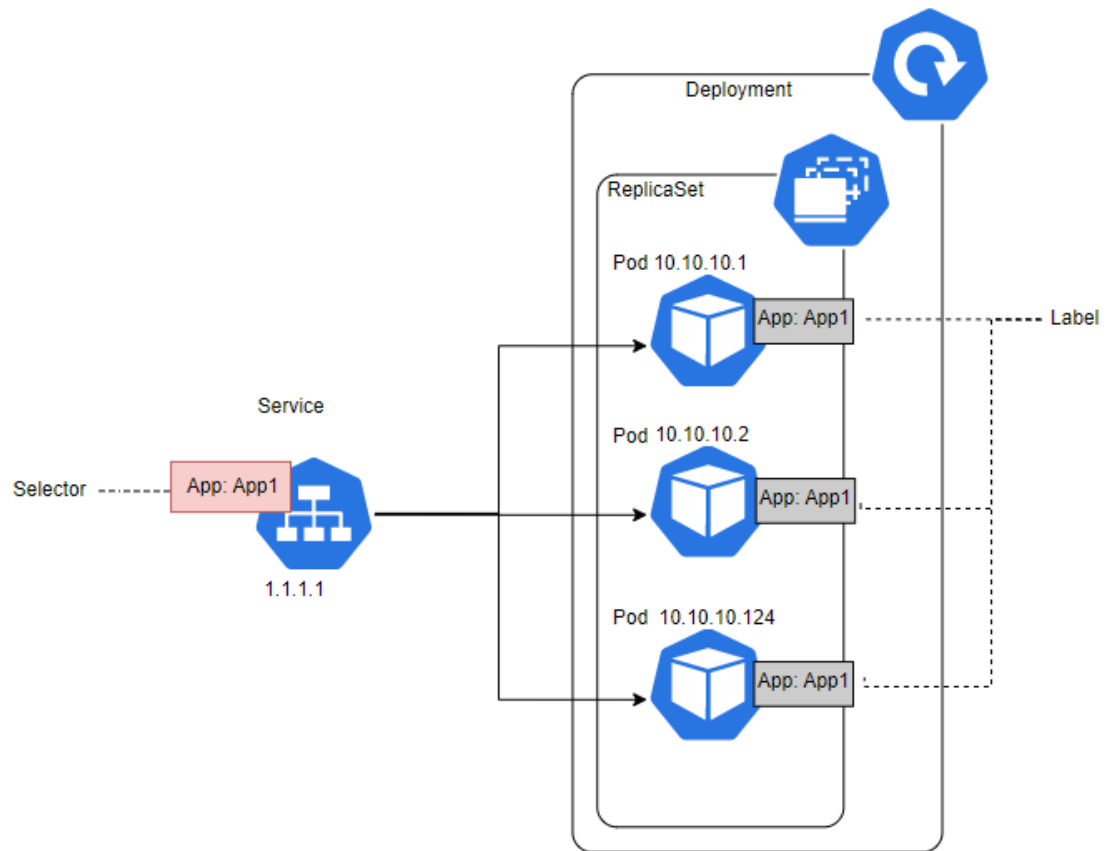 Deployment
ReplicaSet
Pod 10.10.10.1
App: App1
Label
Service
Pod 10.10.10.2
Selector
App: App1
App: App1
1.1.1.1
Pod 10.10.10.124
App: App1